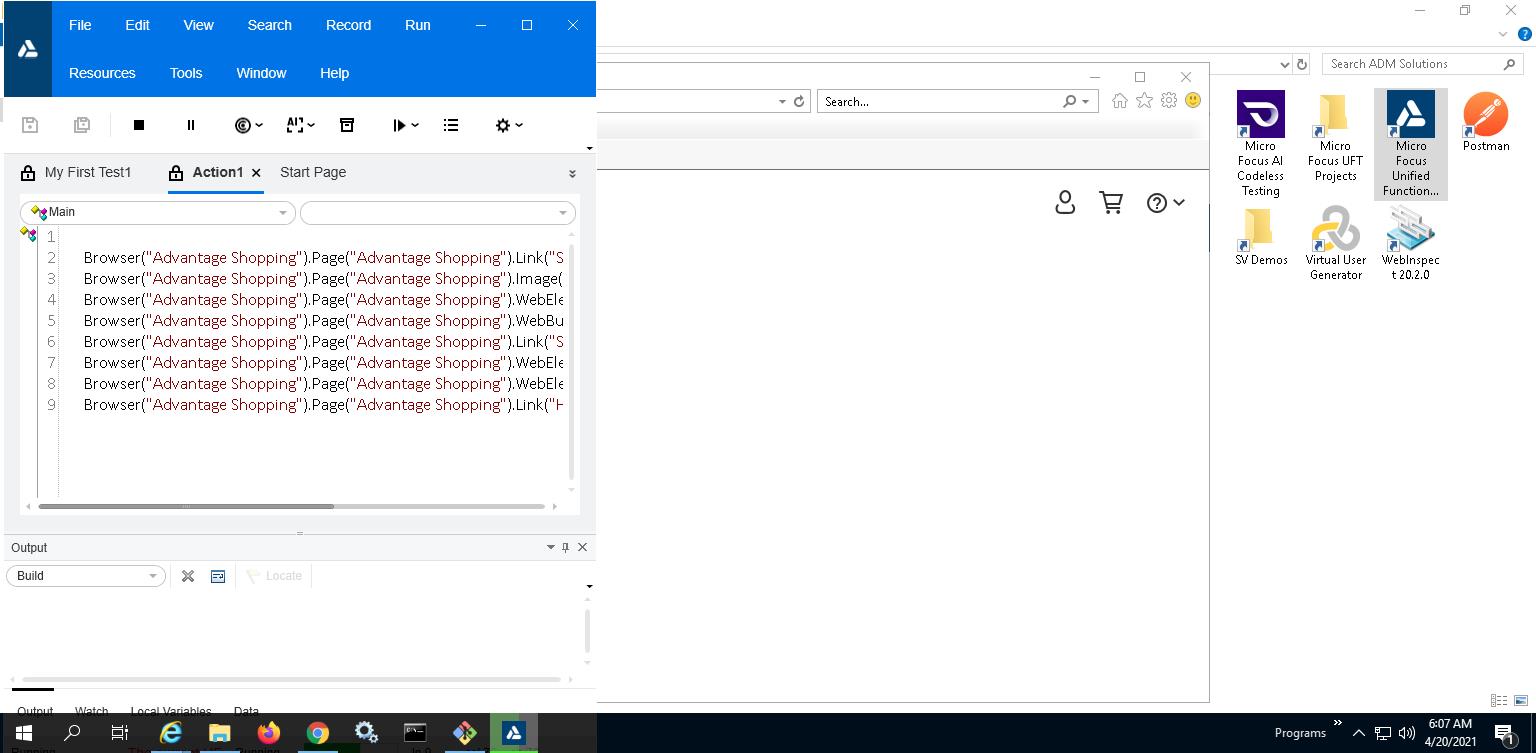 File Edit View Search Record Run
Resources Tools Window Help
My First Test1 Action1 Start Page
Main
1
2 Browser("Advantage Shopping").Page("Advantage Shopping").Link("S
3 Browser("Advantage Shopping").Page("Advantage Shopping").Image(
4 Browser("Advantage Shopping").Page("Advantage Shopping").WebEle
5 Browser("Advantage Shopping").Page("Advantage Shopping").WebBu
6 Browser("Advantage Shopping").Page("Advantage Shopping").Link("S
7 Browser("Advantage Shopping").Page("Advantage Shopping").WebEle
8 Browser("Advantage Shopping").Page("Advantage Shopping").WebEle
9 Browser("Advantage Shopping").Page("Advantage Shopping").Link("H
Output
Build
Locate
Output Watch Local Variables Data
Search...
Search ADM Solutions
Micro
Focus AI
Codeless
Testing
Micro
Focus UFT
Projects
Micro
Focus
Unified
Function...
Postman
SV Demos
Virtual User
Generator
WebInspec
t 20.2.0
Programs
6:07 AM
4/20/2021
1